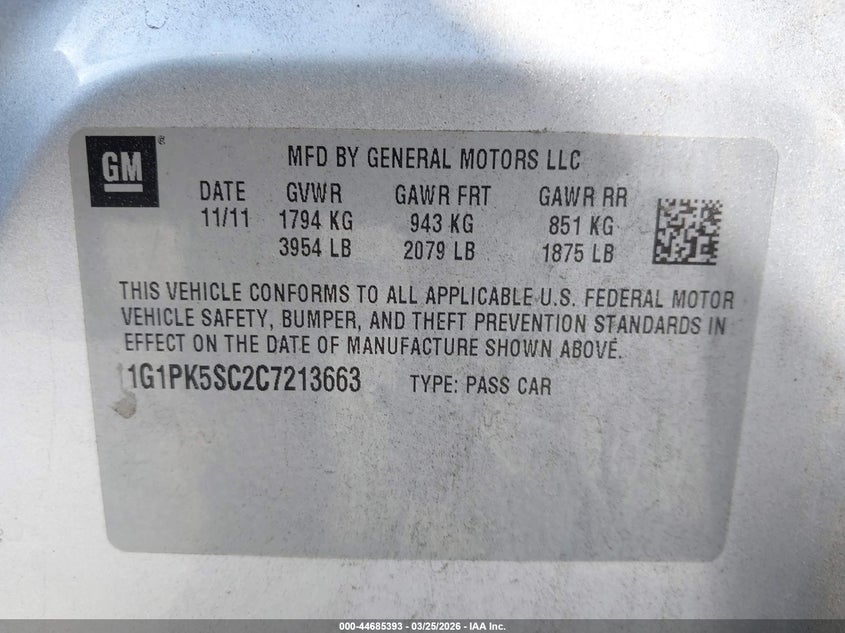 GM ®
MFD BY GENERAL MOTORS LLC
DATE GVWR GAWR FRT GAWR RR
11/11 1794 KG 943 KG 851 KG
3954 LB 2079 LB 1875 LB
THIS VEHICLE CONFORMS TO ALL APPLICABLE U.S. FEDERAL MOTOR
VEHICLE SAFETY, BUMPER, AND THEFT PREVENTION STANDARDS IN
EFFECT ON THE DATE OF MANUFACTURE SHOWN ABOVE.
1G1PK5SC2C7213663 TYPE: PASS CAR
000-44685393 - 03/25/2026 - IAA Inc.